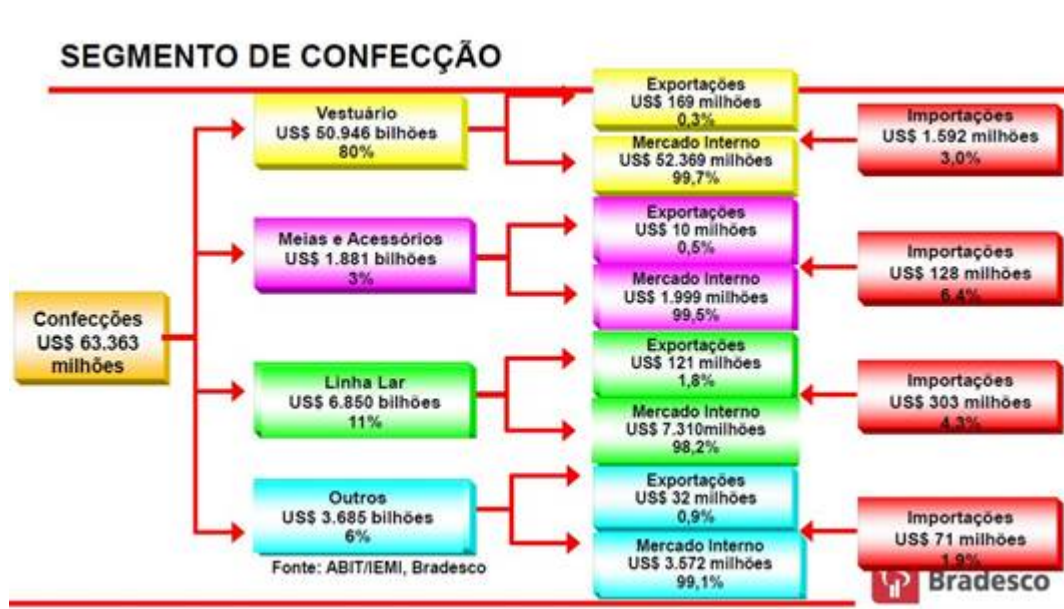 SEGMENTO DE CONFECÇÃO
Confecções
US$ 63.363
milhões
Vestuário
US$ 50.946 bilhões
80%
Exportações
US$ 169 milhões
0,3%
Mercado Interno
US$ 52.369 milhões
99,7%
Importações
US$ 1.592 milhões
3,0%
Meias e Acessórios
US$ 1.881 bilhões
3%
Exportações
US$ 10 milhões
0,5%
Mercado Interno
US$ 1.999 milhões
99,5%
Importações
US$ 128 milhões
6,4%
Linha Lar
US$ 6.850 bilhões
11%
Exportações
US$ 121 milhões
1,8%
Mercado Interno
US$ 7.310milhões
98,2%
Importações
US$ 303 milhões
4,3%
Outros
US$ 3.685 bilhões
6%
Exportações
US$ 32 milhões
0,9%
Mercado Interno
US$ 3.572 milhões
99,1%
Importações
US$ 71 milhões
1,9%
Fonte: ABIT/IEMI, Bradesco
Bradesco